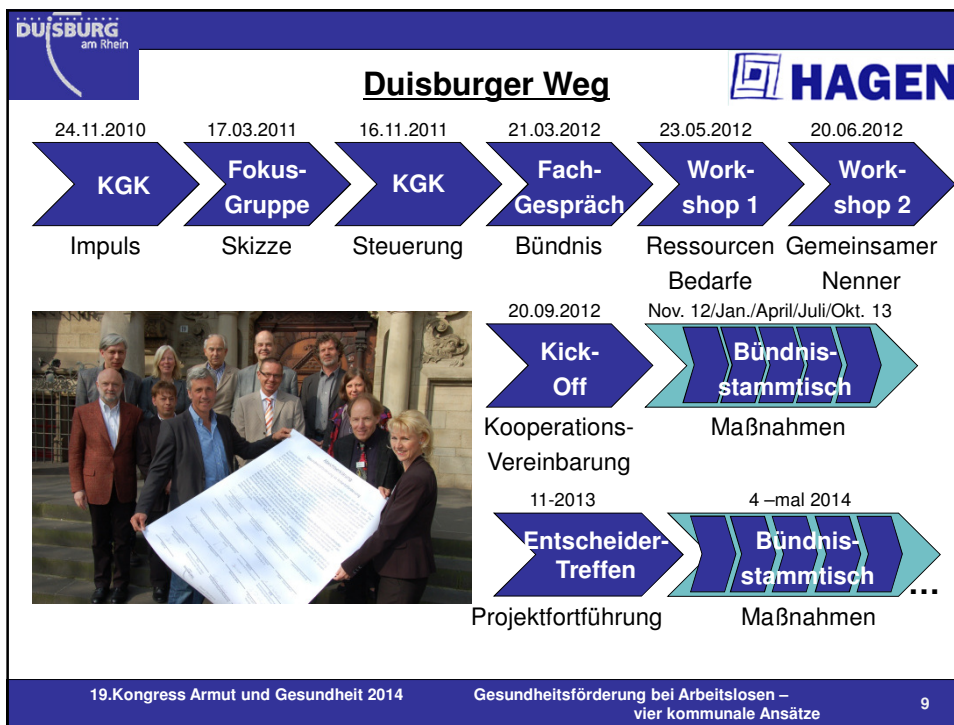 DUISBURG
am Rhein
Duisburger Weg
HAGEN
24.11.2010
17.03.2011
16.11.2011
21.03.2012
23.05.2012
20.06.2012
KGK
Fokus-
Gruppe
KGK
Fach-
Gespräch
Work-
shop 1
Work-
shop 2
Impuls
Skizze
Steuerung
Bündnis
Ressourcen
Bedarfe
Gemeinsamer
Nenner
20.09.2012
Nov. 12/Jan./April/Juli/Okt. 13
Kick-
Off
Bündnis-
stammtisch
Kooperations-
Vereinbarung
Maßnahmen
11-2013
4 –mal 2014
Entscheider-
Treffen
Bündnis-
stammtisch
...
Projektfortführung
Maßnahmen
19.Kongress Armut und Gesundheit 2014
Gesundheitsförderung bei Arbeitslosen –
vier kommunale Ansätze
9